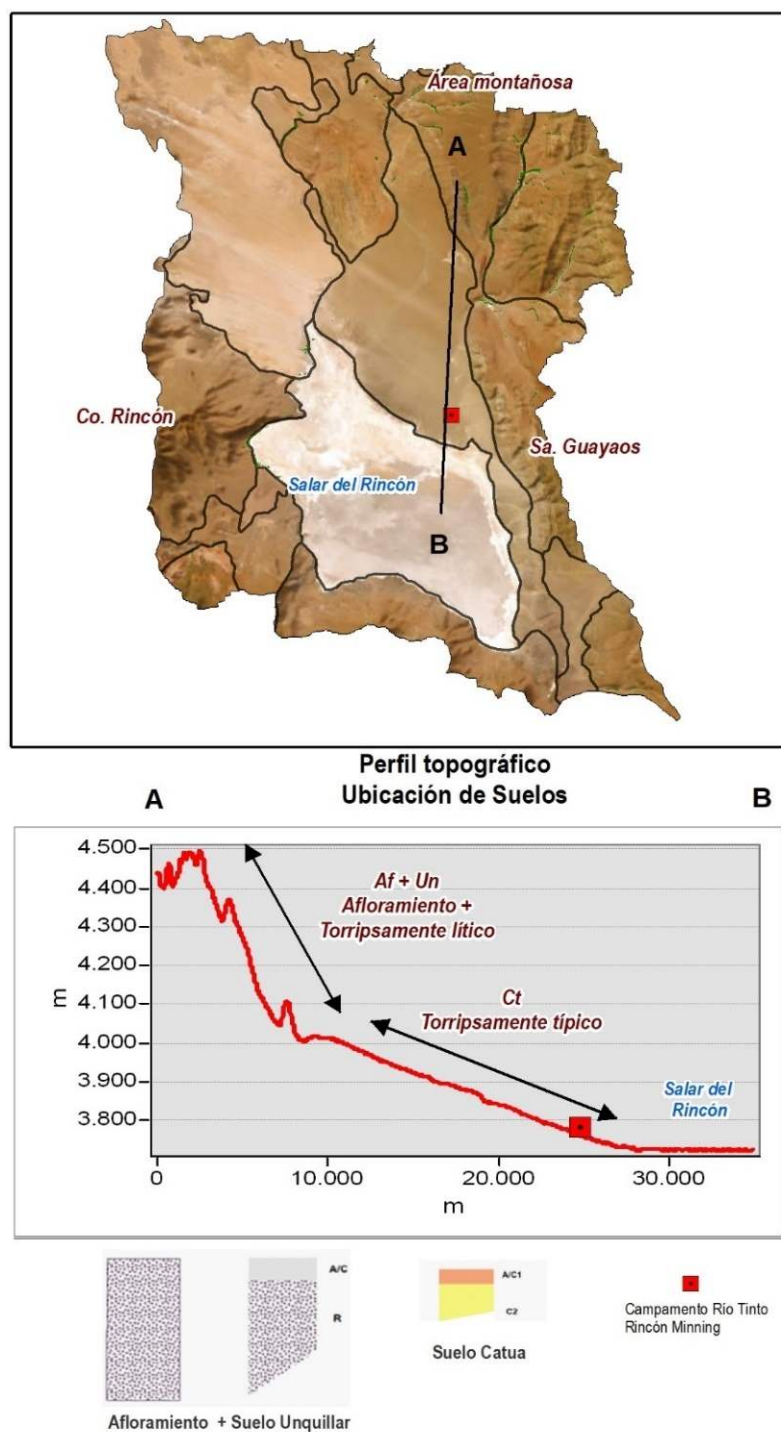 Área montañosa
A
Co. Rincón
Sa. Guayaos
Salar del Rincón
B
Perfil topográfico
A
Ubicación de Suelos
B
4.500
4.400
4.300
4.200
4.100
4.000
3.900
3.800
m
Af + Un
Afloramiento +
Torripsamente lítico
Ct
Torripsamente típico
Salar del
Rincón
0
10.000
20.000
30.000
m
A/C
R
A/C1
C2
Campamento Río Tinto
Rincón Minning
Suelo Catua
Afloramiento + Suelo Unquillar